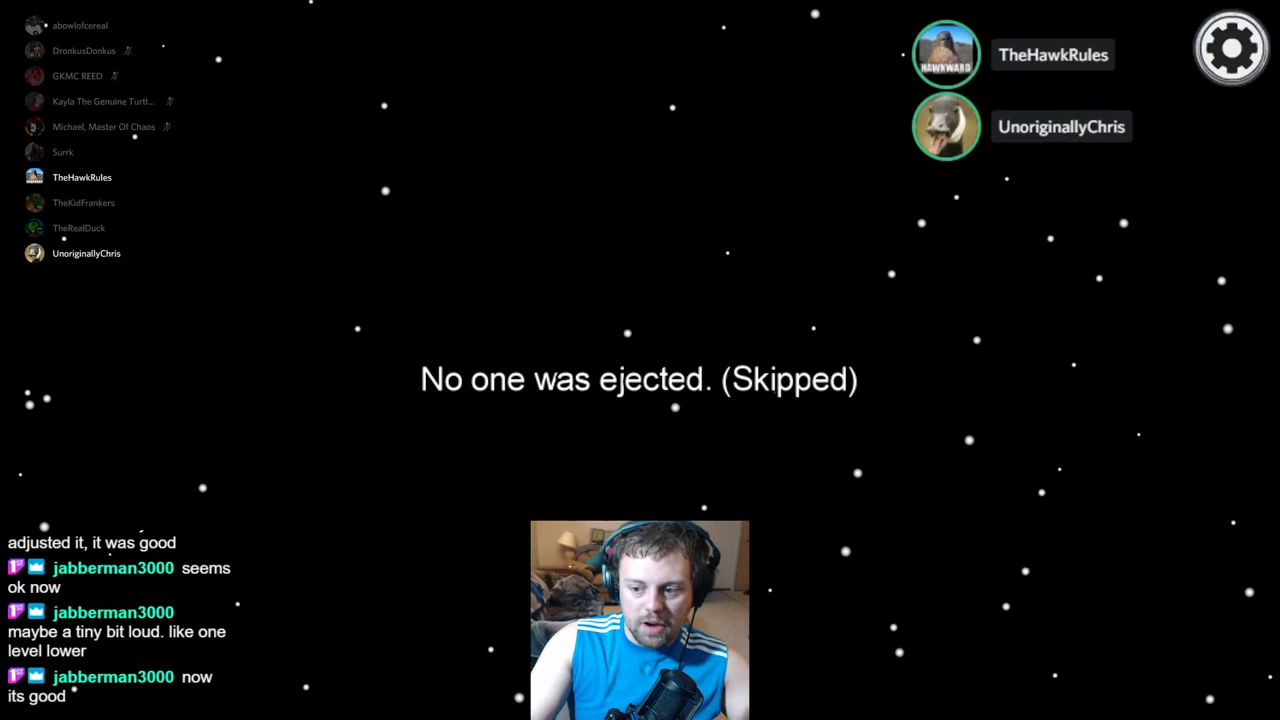 abowlofcereal
DronkusDonkus
GKMC REED
Kayla The Genuine Turtl...
Michael, Master Of Chaos
Surrk
TheHawkRules
TheKidFrankers
TheRealDuck
UnoriginallyChris
HAWKWARD
TheHawkRules
UnoriginallyChris
No one was ejected. (Skipped)
adjusted it, it was good
jabberman3000 seems
ok now
jabberman3000
maybe a tiny bit loud. like one
level lower
jabberman3000 now
its good